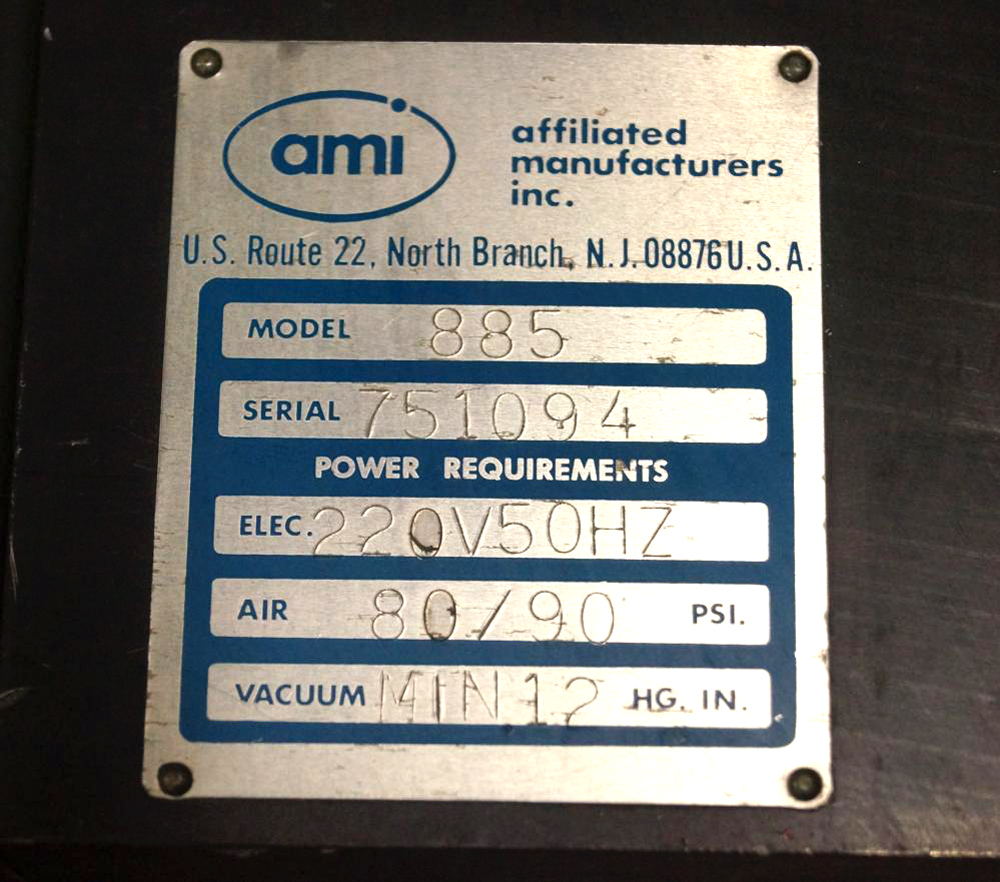 ami
affiliated
manufacturers
inc.
U.S. Route 22, North Branch, N.J. 08876 U.S.A.
MODEL 885
SERIAL 751094
POWER REQUIREMENTS
ELEC. 220V50HZ
AIR 80/90 PSI.
VACUUM MIN 12 HG. IN.